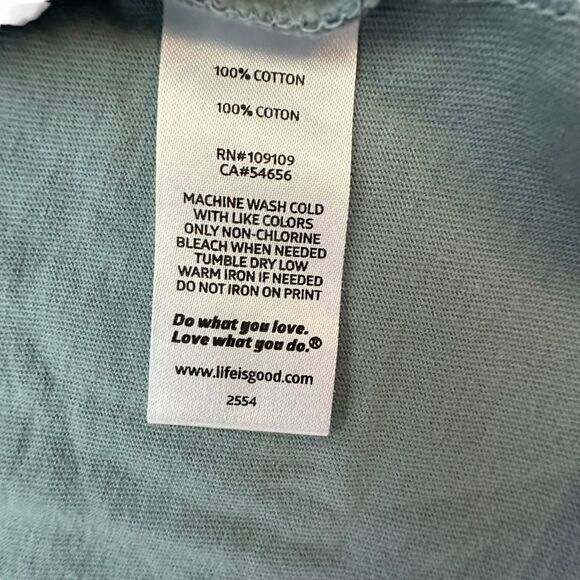 100% COTTON
100% COTON
RN#109109
CA#54656
MACHINE WASH COLD
WITH LIKE COLORS
ONLY NON-CHLORINE
BLEACH WHEN NEEDED
TUMBLE DRY LOW
WARM IRON IF NEEDED
DO NOT IRON ON PRINT
Do what you love.
Love what you do.®
www.lifeisgood.com
2554